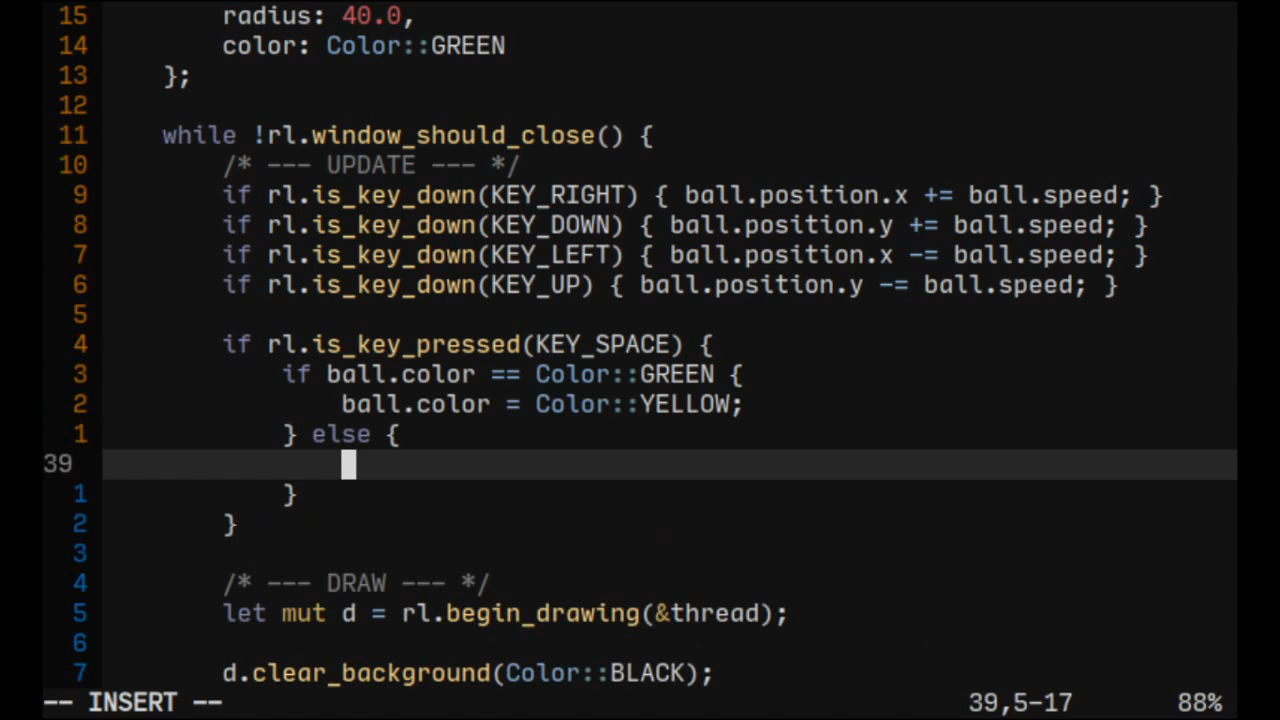 15         radius: 40.0,
14         color: Color::GREEN
13     };
12
11     while !rl.window_should_close() {
10         /* --- UPDATE --- */
9         if rl.is_key_down(KEY_RIGHT) { ball.position.x += ball.speed; }
8         if rl.is_key_down(KEY_DOWN) { ball.position.y += ball.speed; }
7         if rl.is_key_down(KEY_LEFT) { ball.position.x -= ball.speed; }
6         if rl.is_key_down(KEY_UP) { ball.position.y -= ball.speed; }
5
4         if rl.is_key_pressed(KEY_SPACE) {
3             if ball.color == Color::GREEN {
2                 ball.color = Color::YELLOW;
1             } else {
39
1             }
2         }
3
4         /* --- DRAW --- */
5         let mut d = rl.begin_drawing(&thread);
6
7         d.clear_background(Color::BLACK);
-- INSERT -- 39,5-17 88%